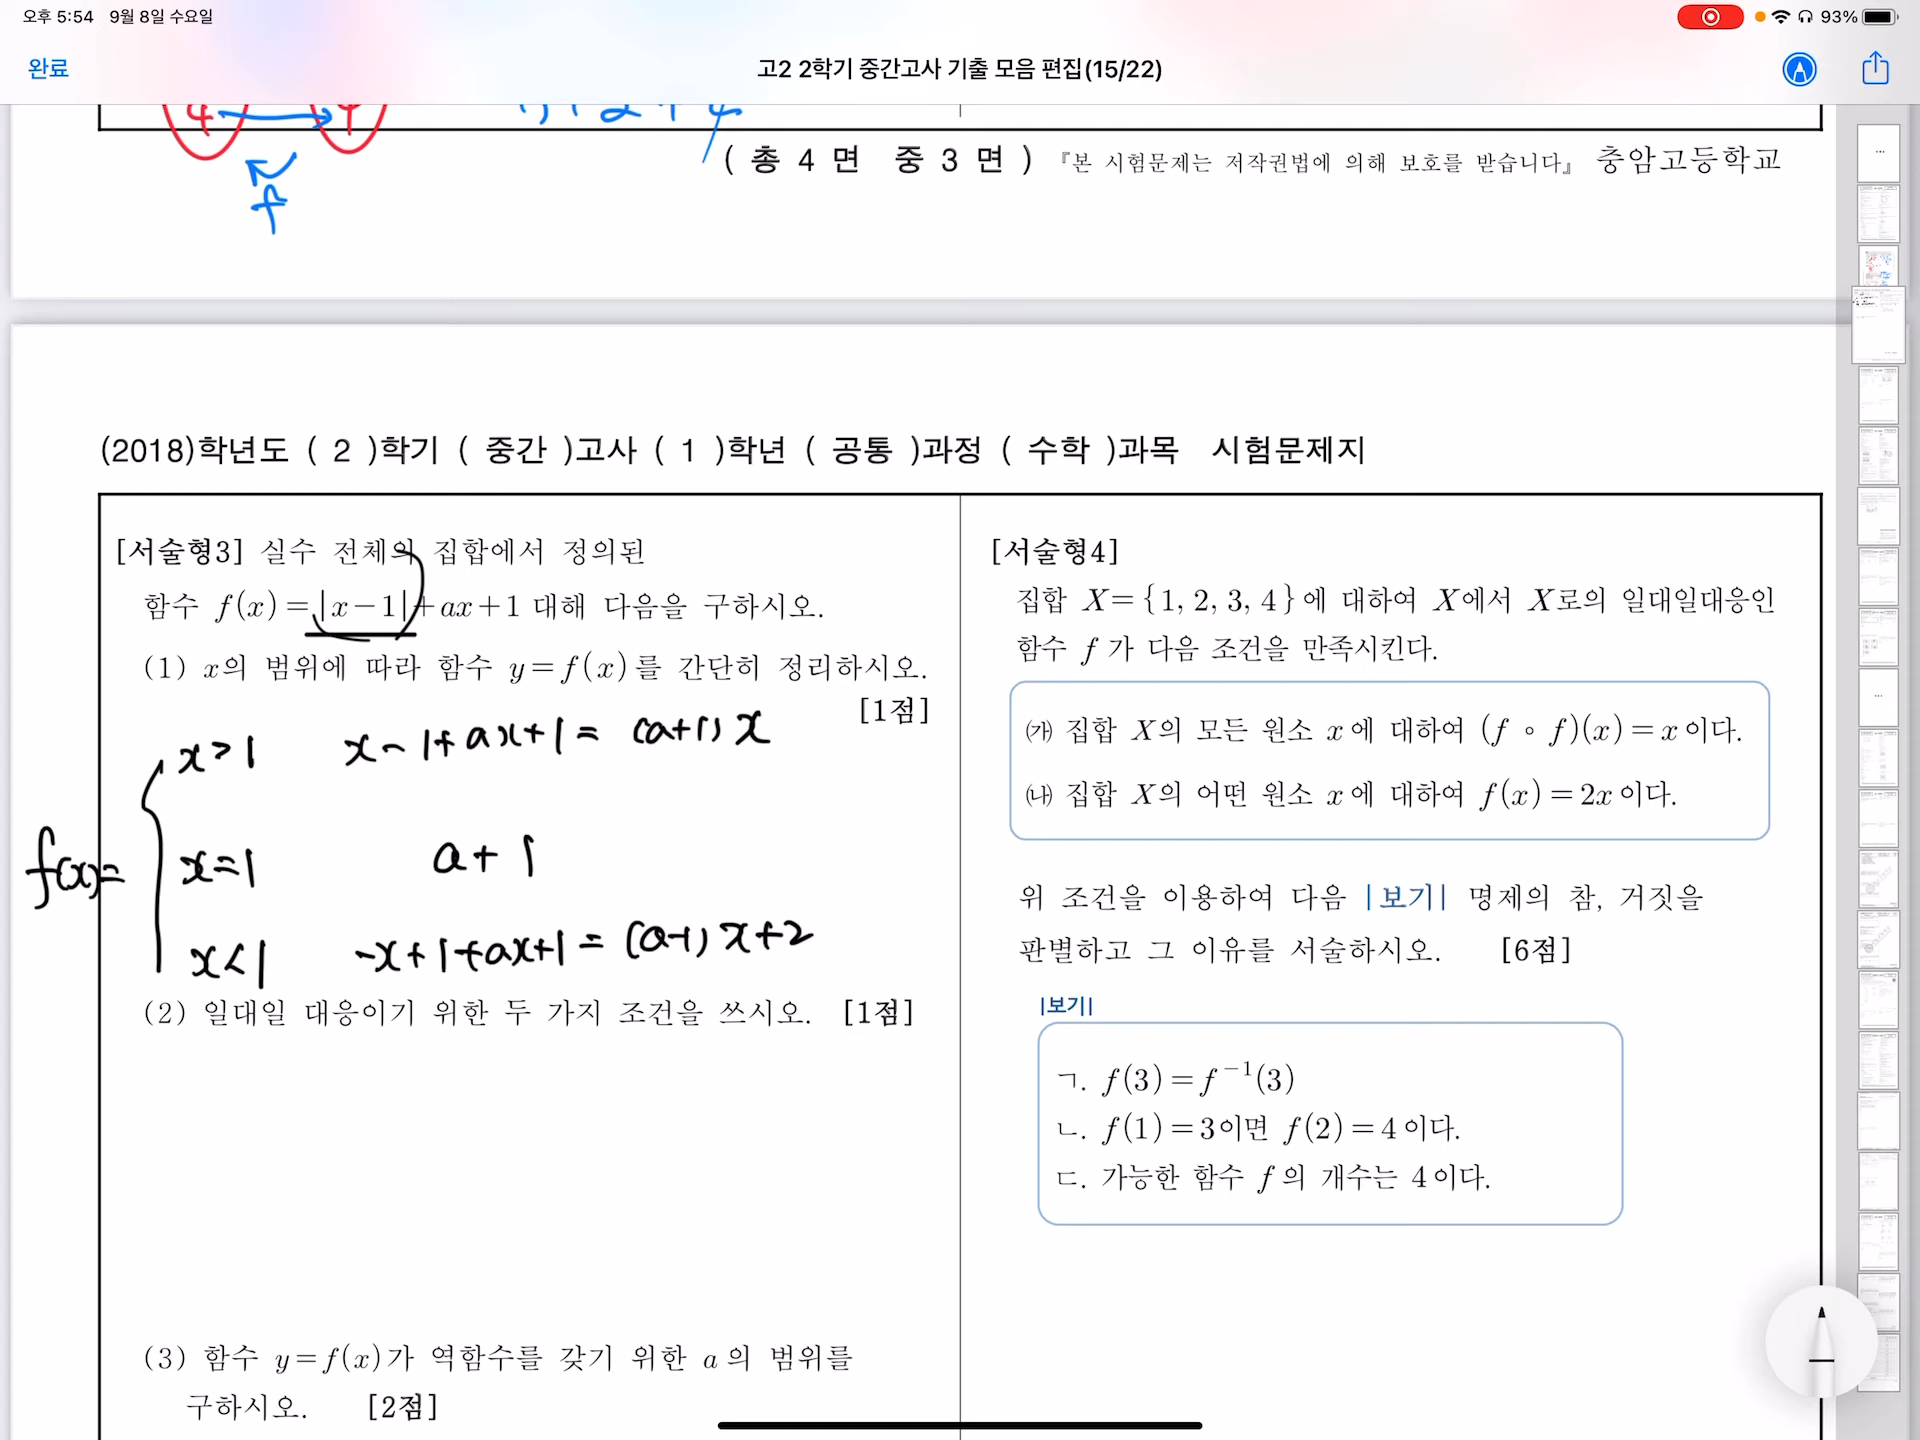 오후 5:54 9월 8일 수요일
93%
완료
고2 2학기 중간고사 기출 모음 편집(15/22)
4
f
( 총 4 면 중 3 면 ) 『본 시험문제는 저작권법에 의해 보호를 받습니다』 충암고등학교
(2018)학년도 ( 2 )학기 ( 중간 )고사 ( 1 )학년 ( 공통 )과정 ( 수학 )과목 시험문제지
[서술형3] 실수 전체의 집합에서 정의된
함수 f(x)=|x-1|+ax+1 대해 다음을 구하시오.
(1) x의 범위에 따라 함수 y=f(x)를 간단히 정리하시오.
[1점]
x>1 x-1+ax+1= (a+1)x
f(x)= x=1 a+1
x<1 -x+1+ax+1= (a-1)x+2
(2) 일대일 대응이기 위한 두 가지 조건을 쓰시오. [1점]
(3) 함수 y=f(x)가 역함수를 갖기 위한 a의 범위를
구하시오. [2점]
[서술형4]
집합 X={1, 2, 3, 4}에 대하여 X에서 X로의 일대일대응인
함수 f가 다음 조건을 만족시킨다.
㈎ 집합 X의 모든 원소 x에 대하여 (f∘f)(x)=x이다.
㈏ 집합 X의 어떤 원소 x에 대하여 f(x)=2x이다.
위 조건을 이용하여 다음 |보기| 명제의 참, 거짓을
판별하고 그 이유를 서술하시오. [6점]
|보기|
ㄱ. f(3)=f⁻¹(3)
ㄴ. f(1)=3이면 f(2)=4이다.
ㄷ. 가능한 함수 f의 개수는 4이다.